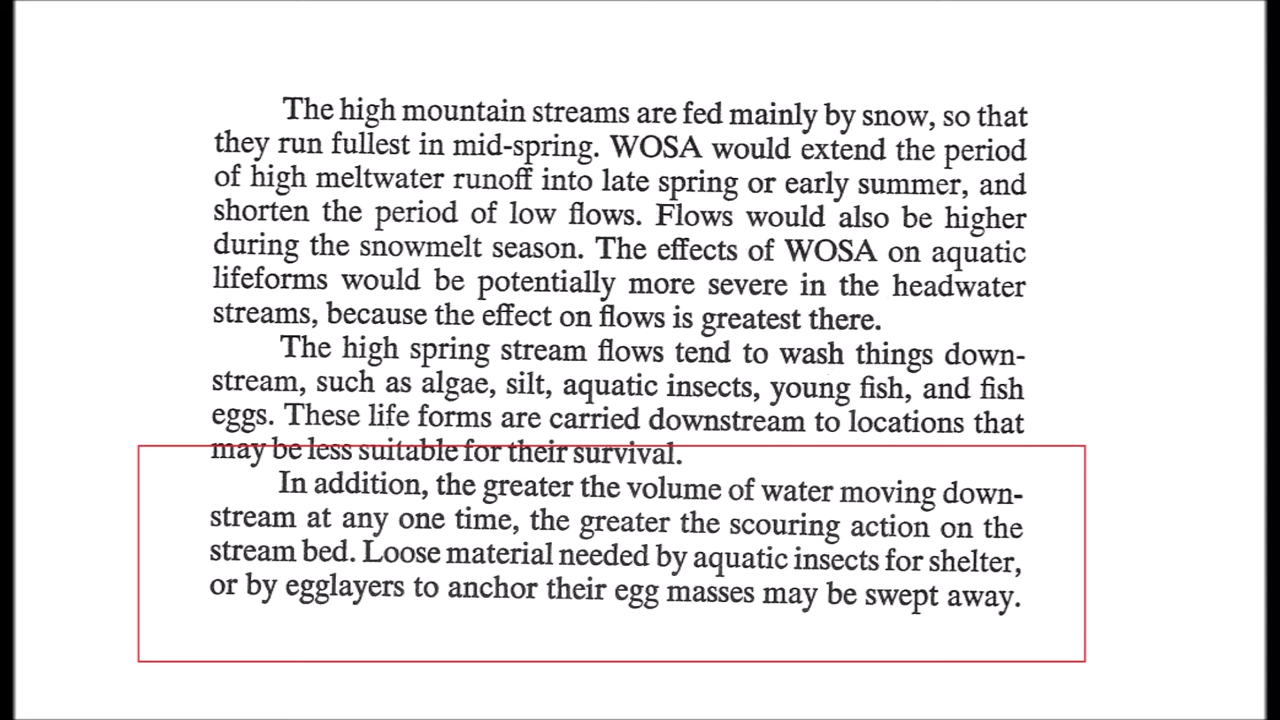 The high mountain streams are fed mainly by snow, so that
they run fullest in mid-spring. WOSA would extend the period
of high meltwater runoff into late spring or early summer, and
shorten the period of low flows. Flows would also be higher
during the snowmelt season. The effects of WOSA on aquatic
lifeforms would be potentially more severe in the headwater
streams, because the effect on flows is greatest there.
The high spring stream flows tend to wash things down-
stream, such as algae, silt, aquatic insects, young fish, and fish
eggs. These life forms are carried downstream to locations that
may be less suitable for their survival.
In addition, the greater the volume of water moving down-
stream at any one time, the greater the scouring action on the
stream bed. Loose material needed by aquatic insects for shelter,
or by egglayers to anchor their egg masses may be swept away.